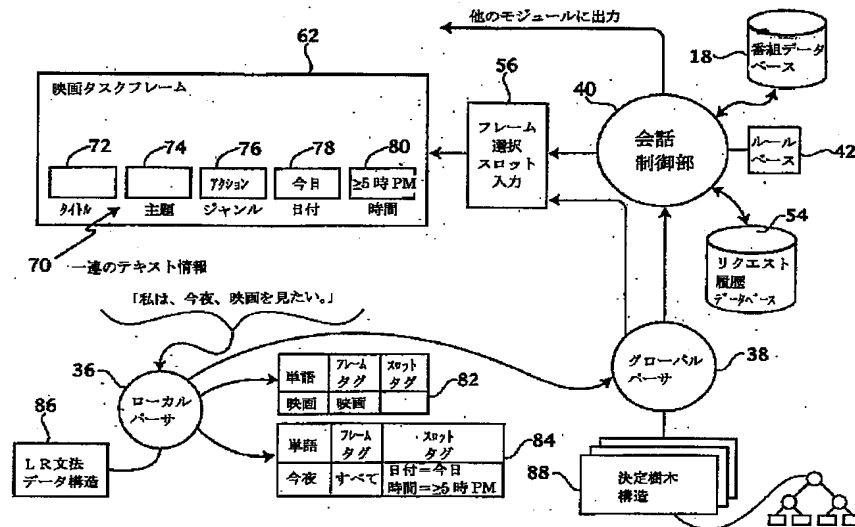 他のモジュールに出力
62
映画タスクフレーム
72
74
76
78
80
アクション
今日
≥5時PM
タイトル
主題
ジャンル
日付
時間
70
一連のテキスト情報
56
フレーム
選択
スロット
入力
40
会話
制御部
18
番組データ
ベース
ルール
ベース
42
54
リクエスト
履歴
データベース
「私は、今夜、映画を見たい。」
36
ローカル
パーサ
86
LR文法
データ構造
単語
フレーム
タグ
スロット
タグ
映画
映画
82
単語
フレーム
タグ
スロット
タグ
今夜
すべて
日付=今日
時間=≥5時PM
84
グローバル
パーサ
38
88
決定樹木
構造